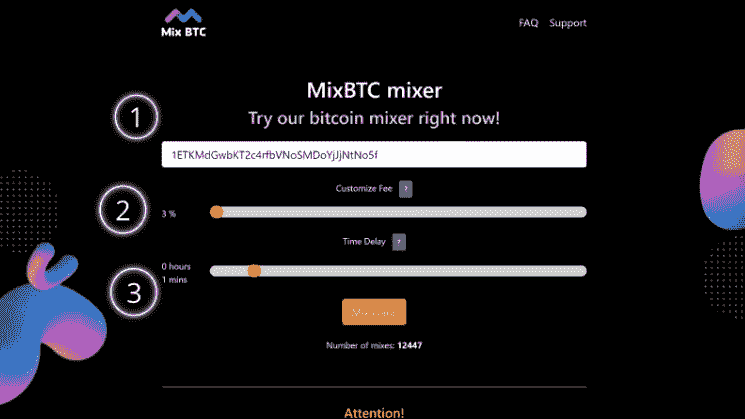 Mix BTC
FAQ Support
MixBTC mixer
Try our bitcoin mixer right now!
1
1ETKMdGwbKT2c4rfbVNoSMDoYjJjNtNo5f
Customize Fee ?
2
3 %
Time Delay ?
0 hours
1 mins
3
Number of mixes: 12447
Attention!